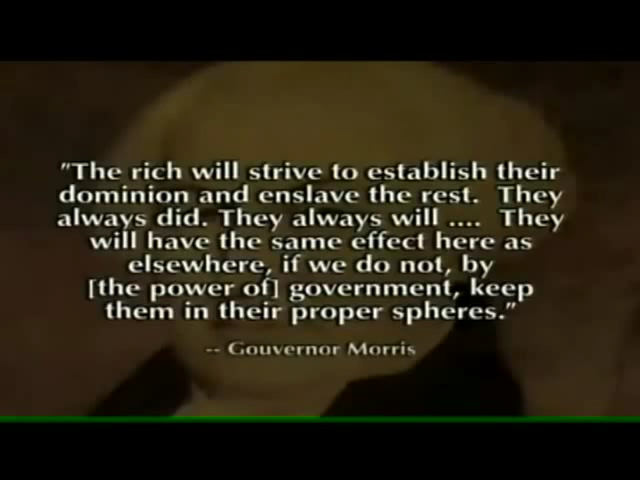 "The rich will strive to establish their
dominion and enslave the rest. They
always did. They always will .... They
will have the same effect here as
elsewhere, if we do not, by
[the power of] government, keep
them in their proper spheres."
-- Gouvernor Morris